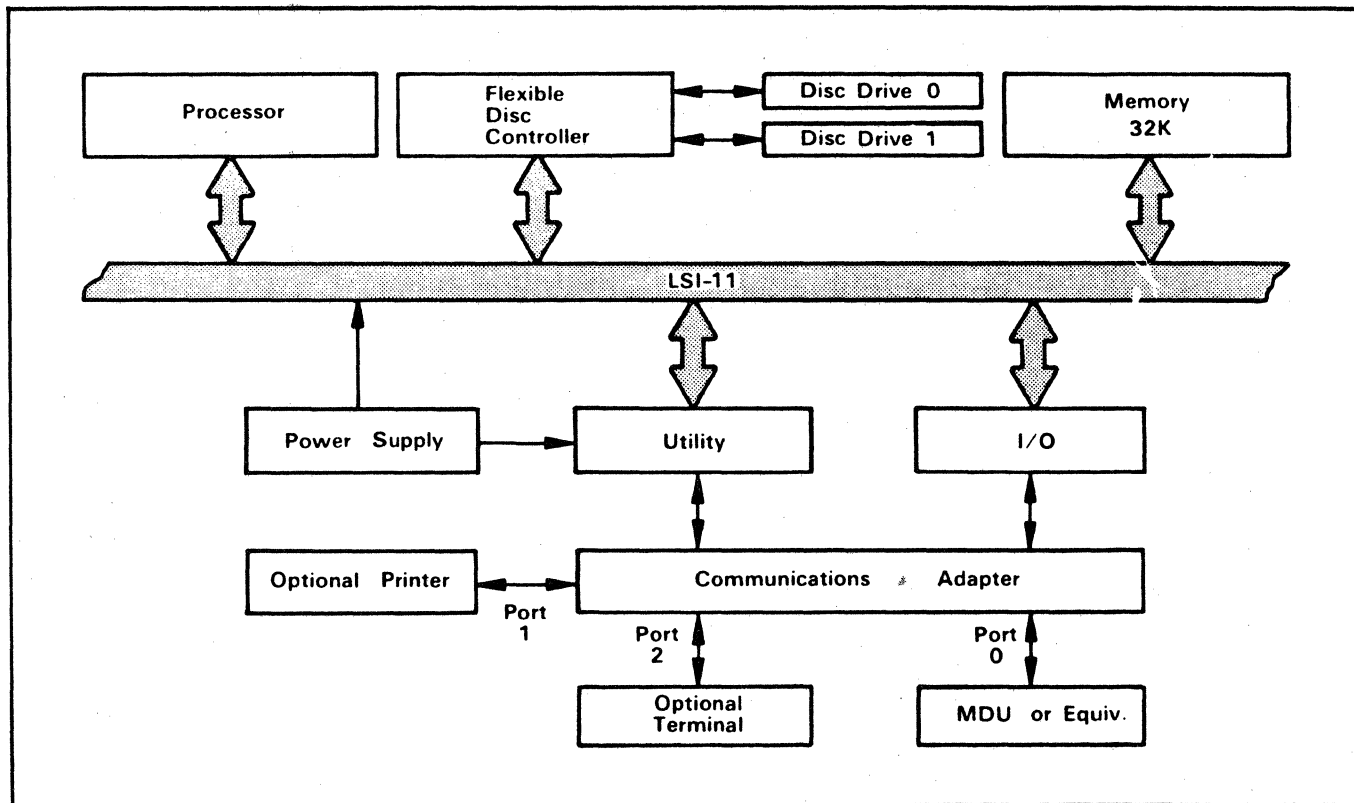 Processor
Flexible
Disc
Controller
Disc Drive 0
Disc Drive 1
Memory
32K
LSI-11
Power Supply
Utility
I/O
Optional Printer
Communications Adapter
Port
1
Port
2
Port
0
Optional
Terminal
MDU or Equiv.